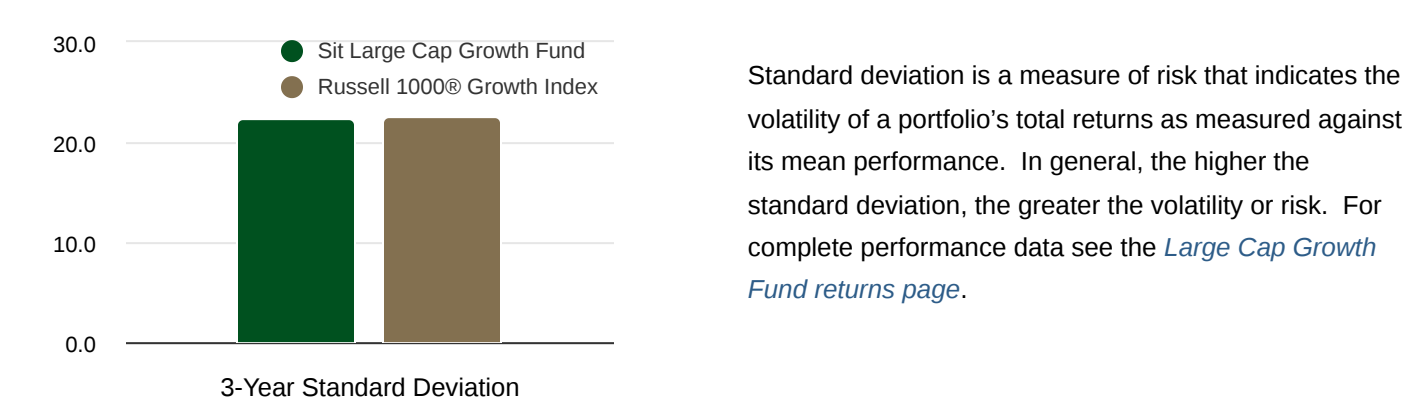 30.0
Sit Large Cap Growth Fund
Russell 1000® Growth Index
20.0
10.0
0.0
3-Year Standard Deviation
Standard deviation is a measure of risk that indicates the
volatility of a portfolio’s total returns as measured against
its mean performance.  In general, the higher the
standard deviation, the greater the volatility or risk.  For
complete performance data see the Large Cap Growth
Fund returns page.